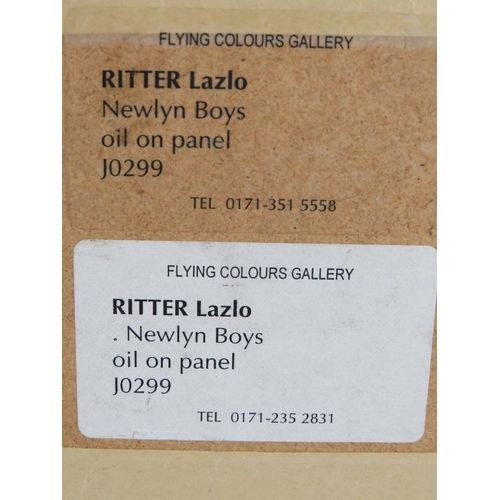 FLYING COLOURS GALLERY
RITTER Lazlo
Newlyn Boys
oil on panel
J0299
TEL 0171-351 5558
FLYING COLOURS GALLERY
RITTER Lazlo
. Newlyn Boys
oil on panel
J0299
TEL 0171-235 2831